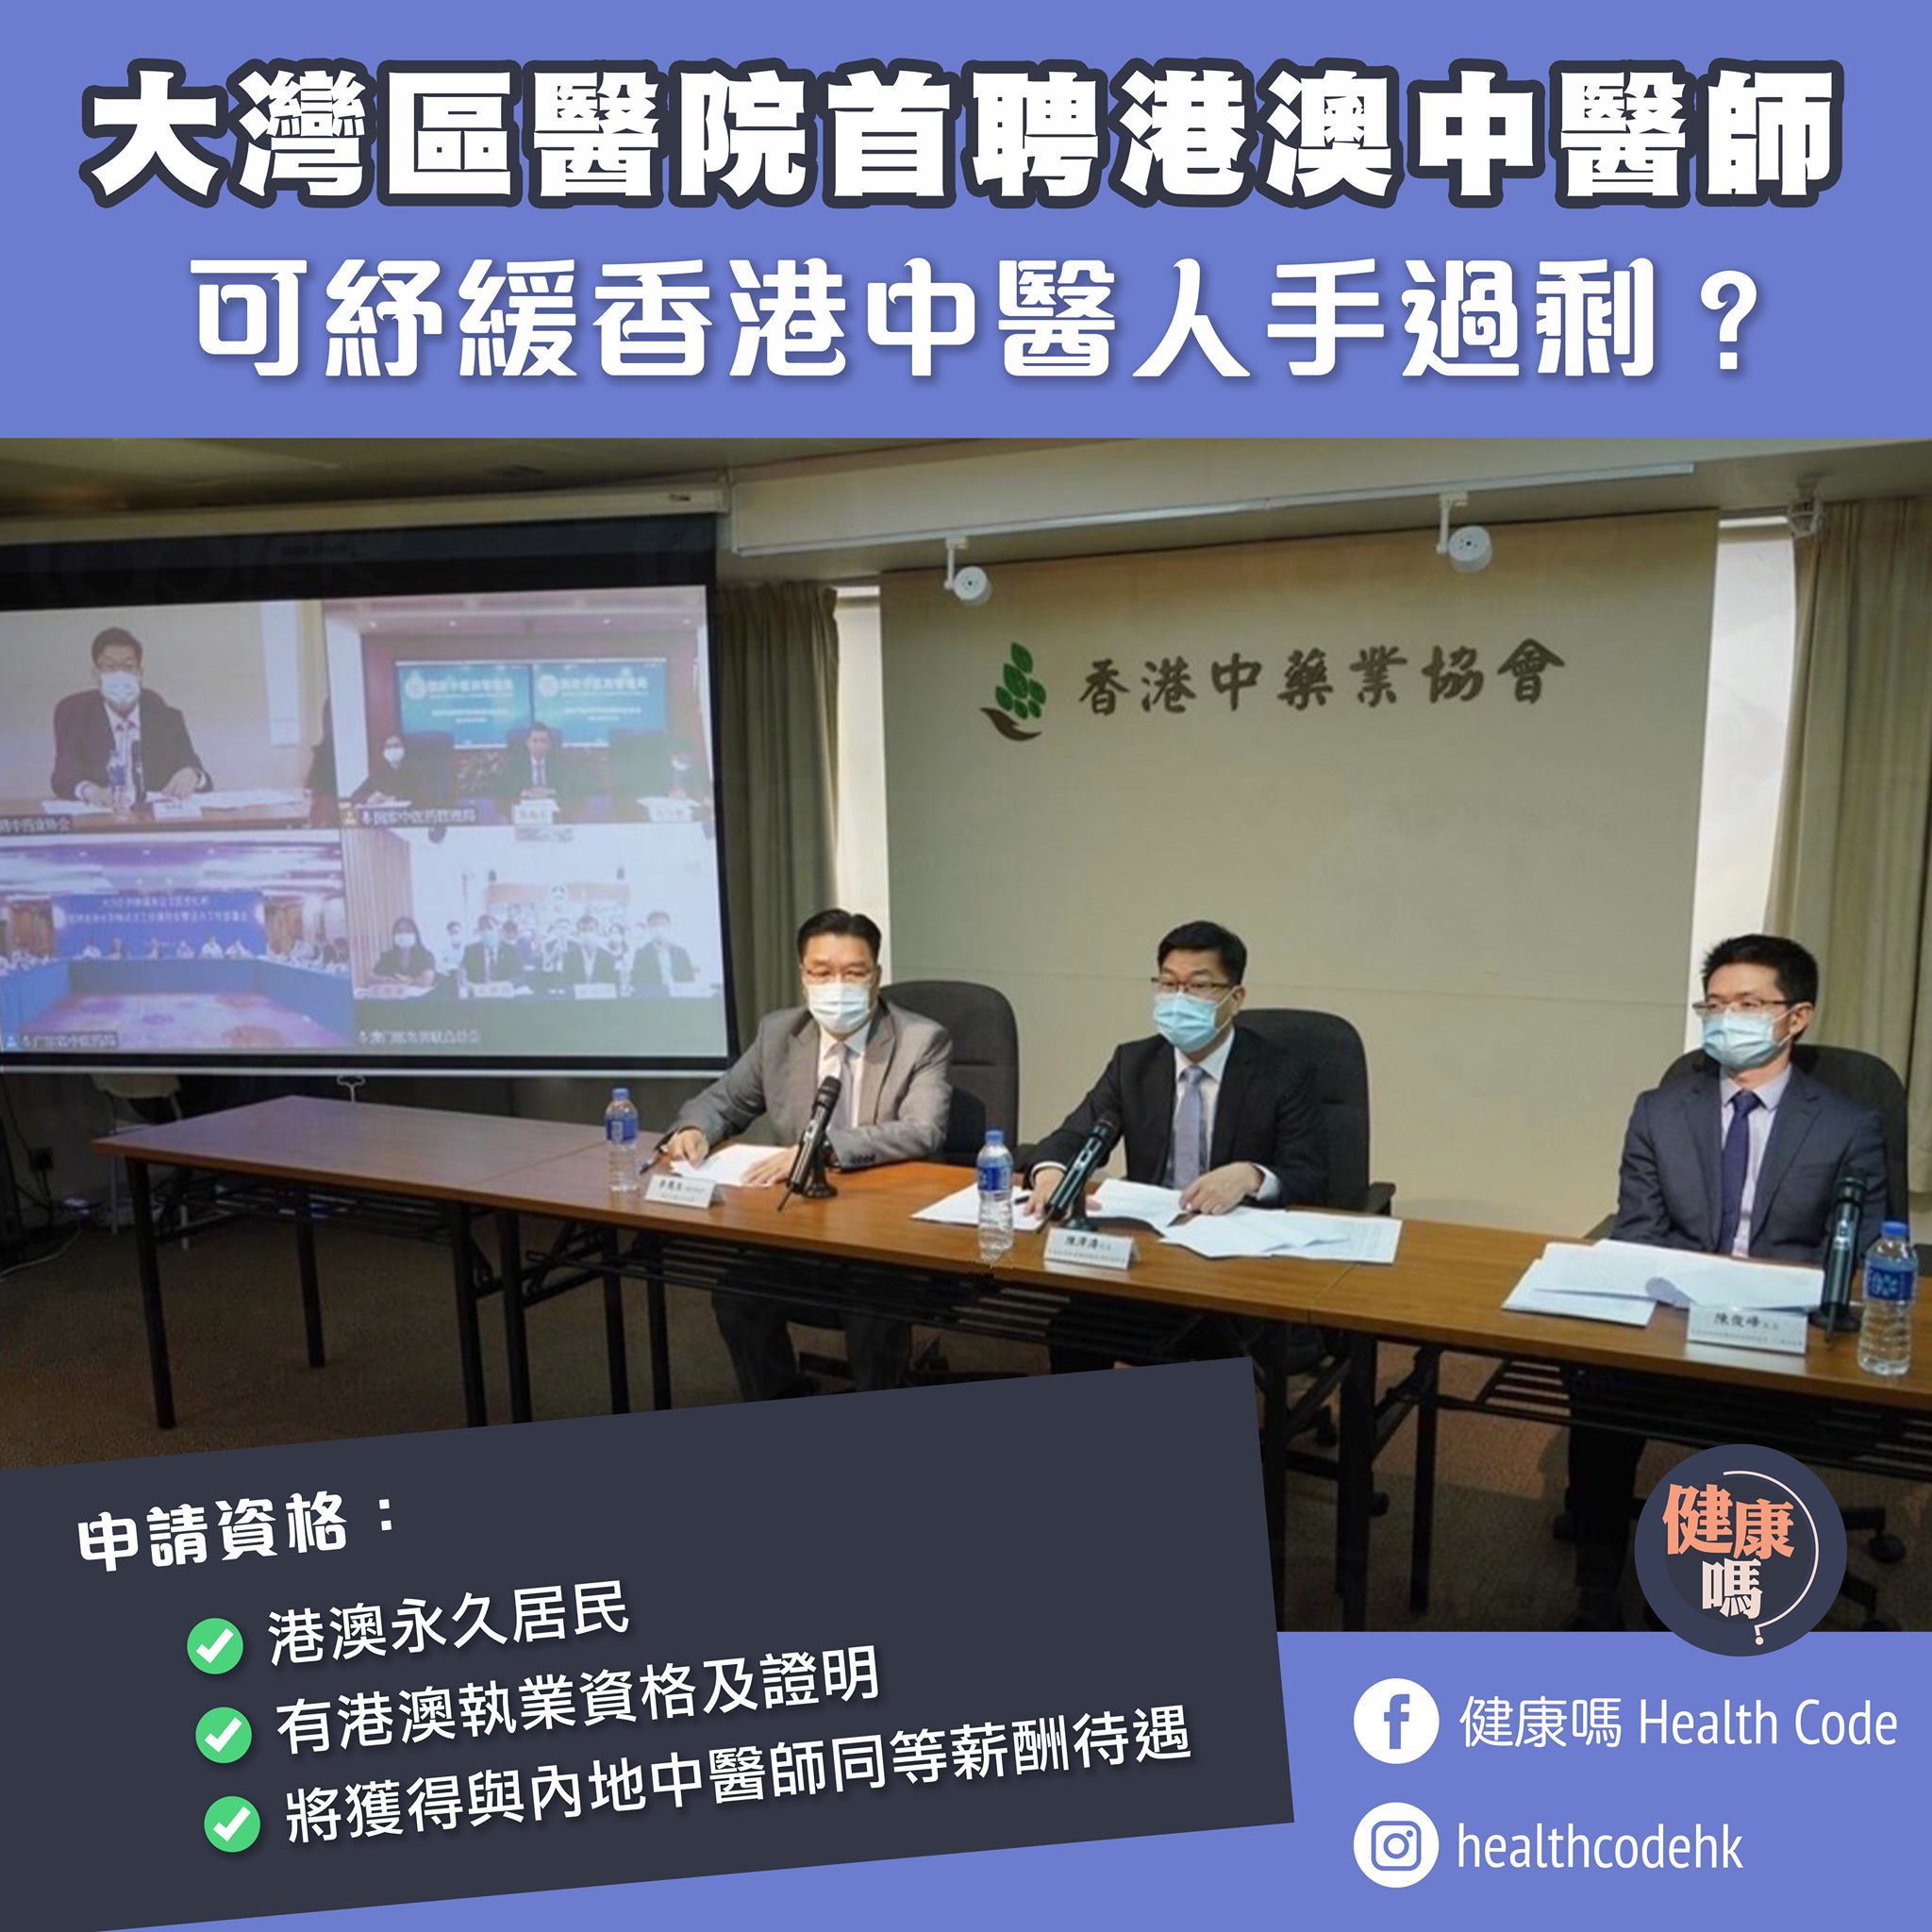 大灣區醫院首聘港澳中醫師
可紓緩香港中醫人手過剩？
香港中藥業協會
陳俊峰
申請資格：
港澳永久居民
有港澳執業資格及證明
將獲得與內地中醫師同等薪酬待遇
健康
嗎?
健康嗎 Health Code
healthcodehk